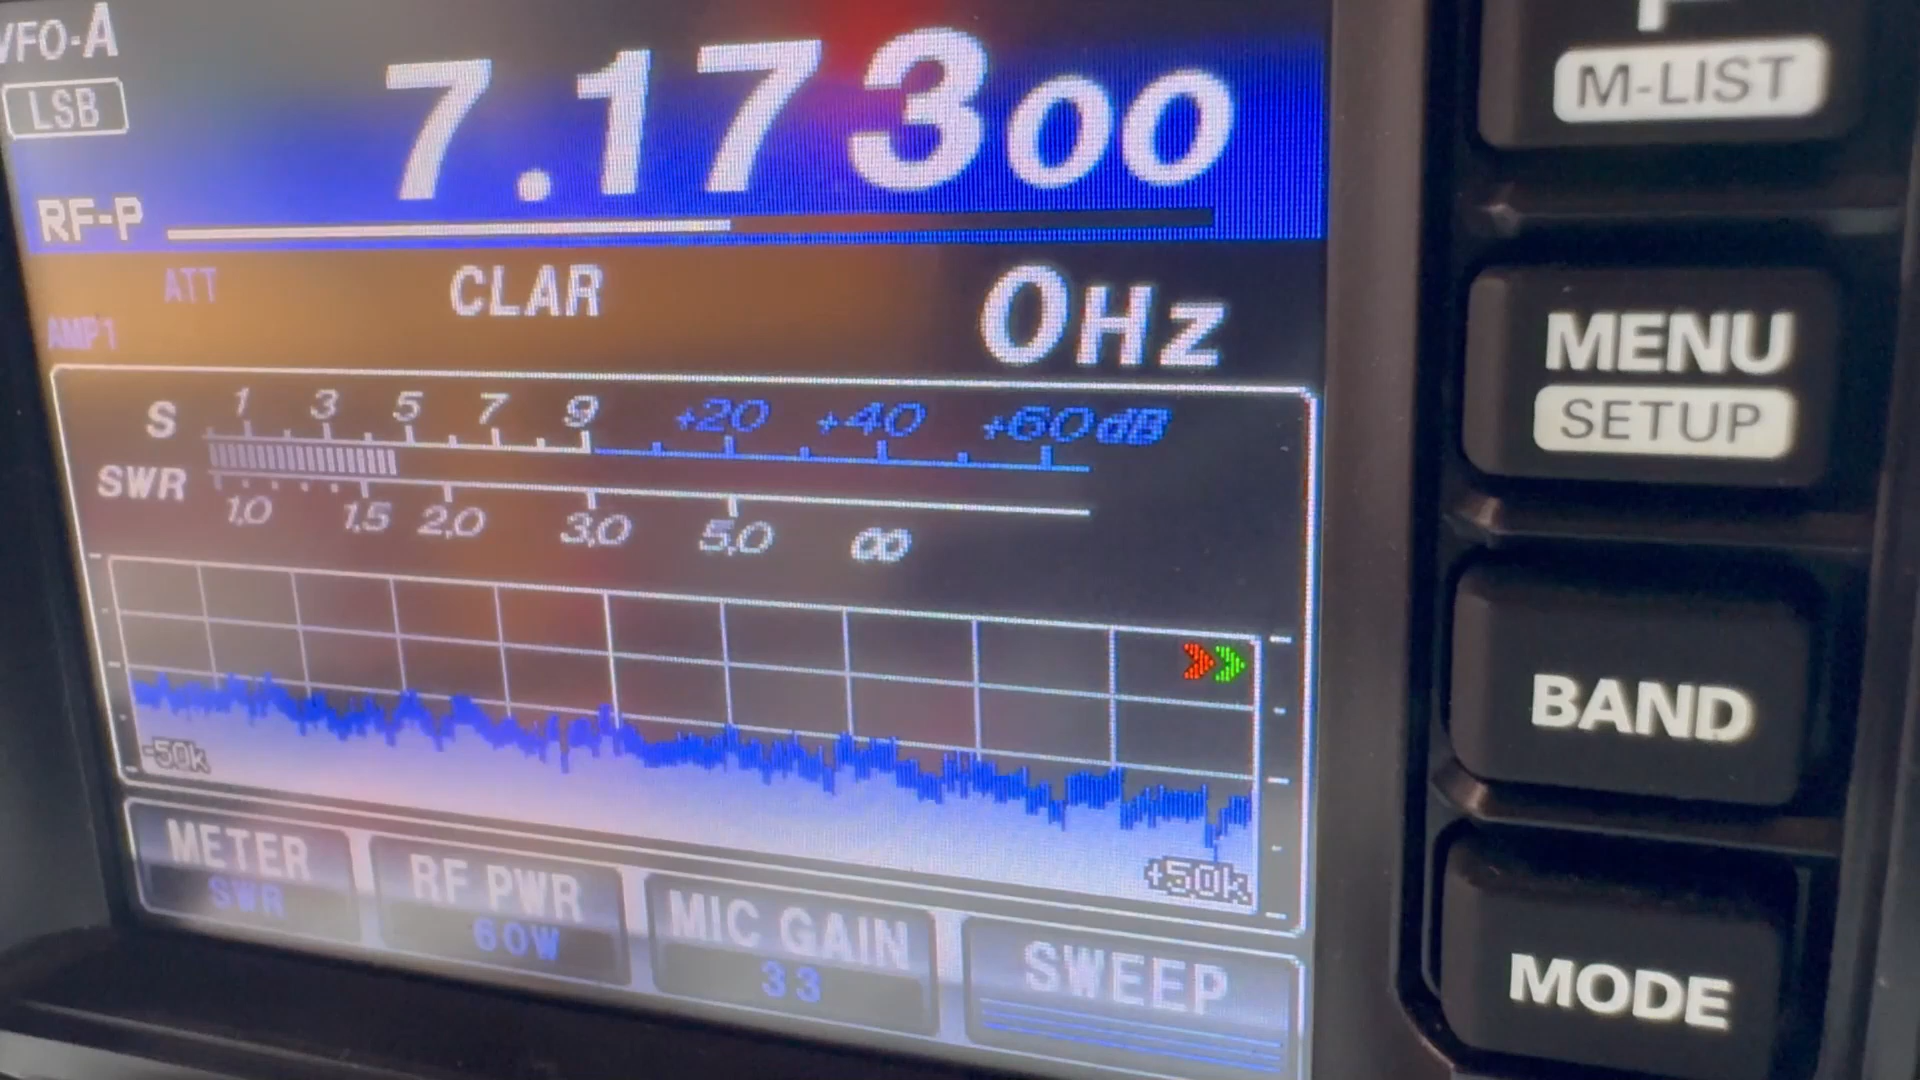 VFO-A
LSB
7.17300
RF-P
ATT
CLAR
0Hz
AMP1
S 1 3 5 7 9 +20 +40 +60dB
SWR
1.0 1.5 2.0 3.0 5.0 ∞
-50k
+50.0k
METER
SWR
RF PWR
60W
MIC GAIN
33
SWEEP
M-LIST
MENU
SETUP
BAND
MODE